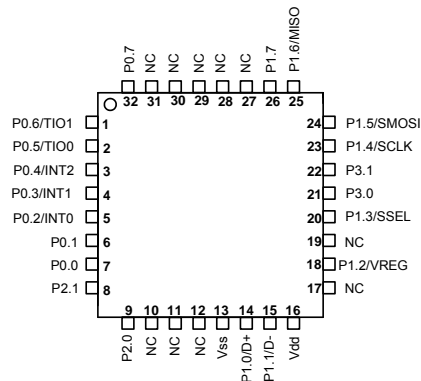 P0.7
NC
NC
NC
NC
NC
P1.7
P1.6/MISO
32
31
30
29
28
27
26
25
P0.6/TIO1 1
P0.5/TIO0 2
P0.4/INT2 3
P0.3/INT1 4
P0.2/INT0 5
P0.1 6
P0.0 7
P2.1 8
24 P1.5/SMOSI
23 P1.4/SCLK
22 P3.1
21 P3.0
20 P1.3/SSEL
19 NC
18 P1.2/VREG
17 NC
9
10
11
12
13
14
15
16
P2.0
NC
NC
NC
Vss
P1.0/D+
P1.1/D-
Vdd